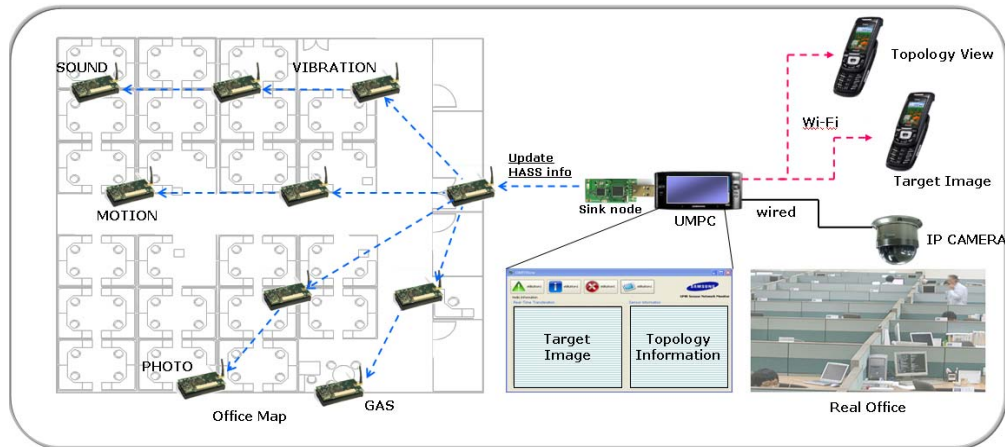 SOUND
VIBRATION
MOTION
PHOTO
GAS
Office Map
Update
HASS info
Sink node
UMPC
Wi-Fi
wired
Topology View
Target Image
IP CAMERA
SAMSUNG
Target
Image
Topology
Information
Real Office